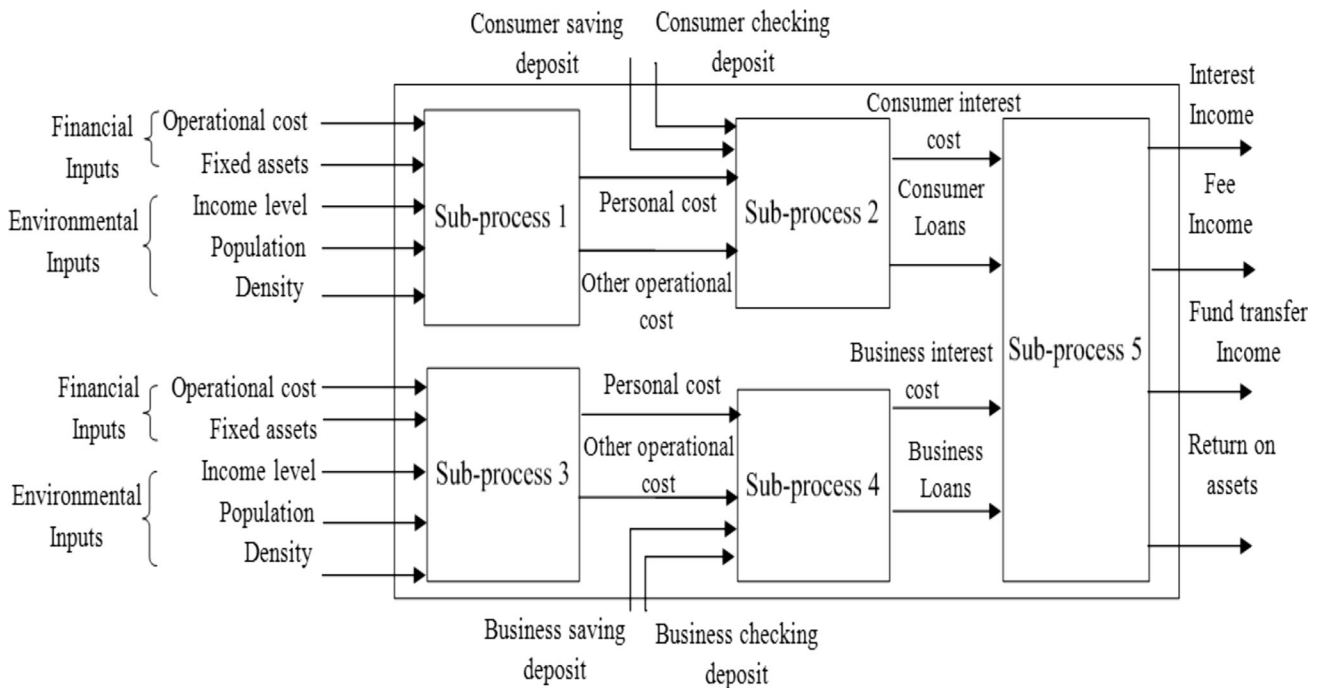 Consumer saving
deposit
Consumer checking
deposit
Financial
Inputs
Operational cost
Fixed assets
Environmental
Inputs
Income level
Population
Density
Sub-process 1
Personal cost
Other operational
cost
Sub-process 2
Consumer interest
cost
Consumer
Loans
Financial
Inputs
Operational cost
Fixed assets
Environmental
Inputs
Income level
Population
Density
Sub-process 3
Personal cost
Other operational
cost
Sub-process 4
Business interest
cost
Business
Loans
Business saving
deposit
Business checking
deposit
Sub-process 5
Interest
Income
Fee
Income
Fund transfer
Income
Return on
assets